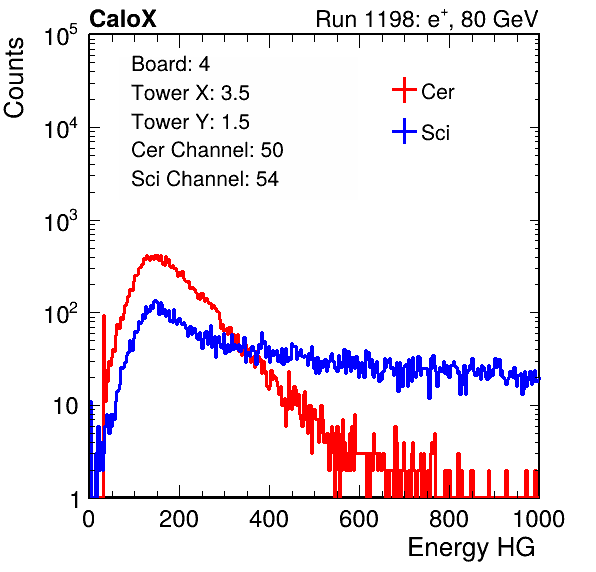 CaloX Run 1198: e⁺, 80 GeV
Counts
Board: 4
Tower X: 3.5
Tower Y: 1.5
Cer Channel: 50
Sci Channel: 54
Cer
Sci
10⁵
10⁴
10³
10²
10
1
0 200 400 600 800 1000
Energy HG